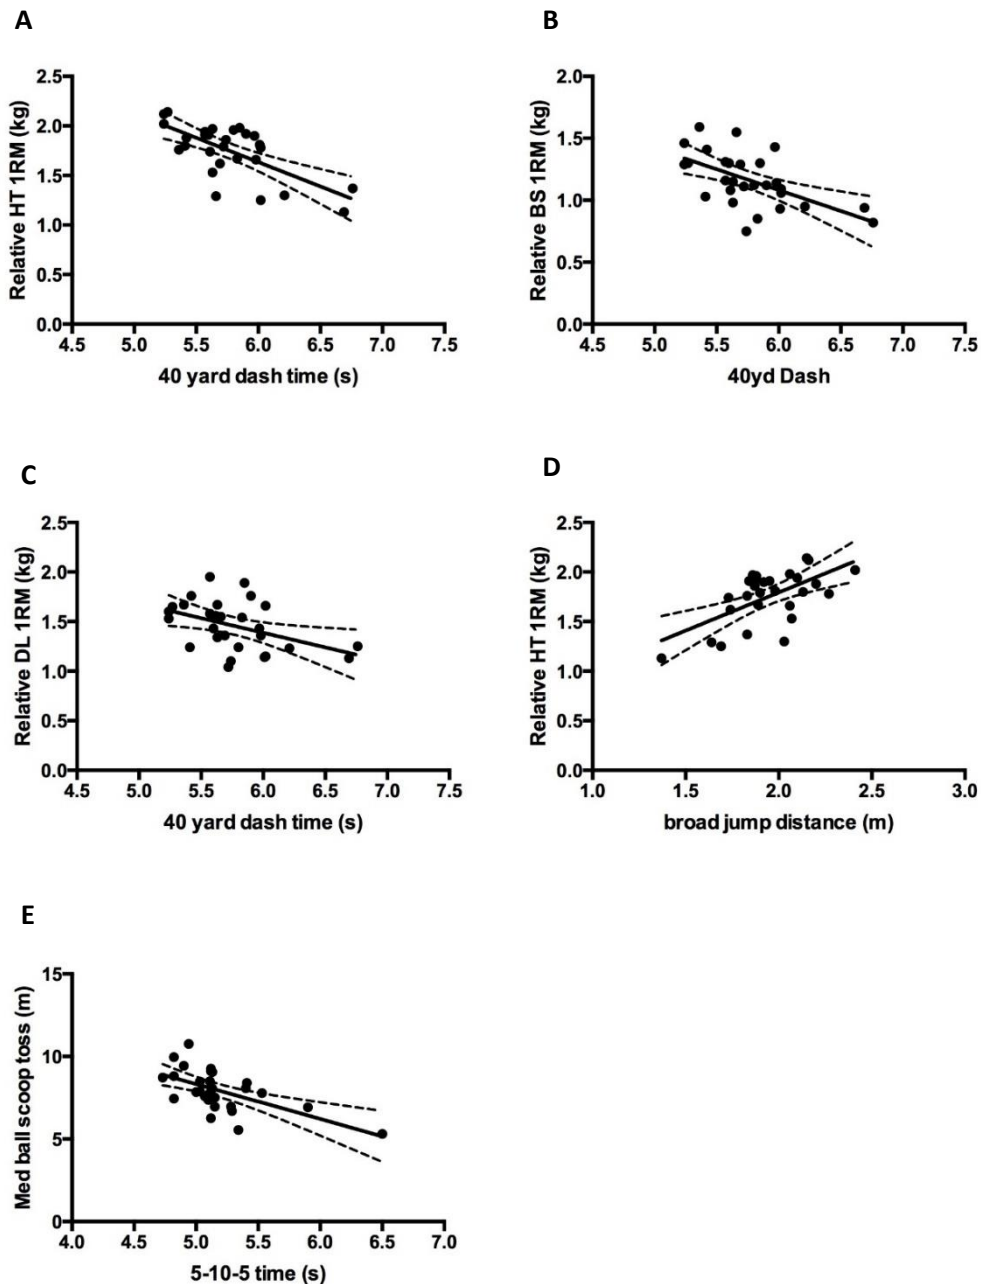 A
Relative HT 1RM (kg)
2.5
2.0
1.5
1.0
0.5
0.0
4.5 5.0 5.5 6.0 6.5 7.0 7.5
40 yard dash time (s)
B
Relative BS 1RM (kg)
2.0
1.5
1.0
0.5
0.0
4.5 5.0 5.5 6.0 6.5 7.0 7.5
40yd Dash
C
Relative DL 1RM (kg)
2.5
2.0
1.5
1.0
0.5
0.0
4.5 5.0 5.5 6.0 6.5 7.0 7.5
40 yard dash time (s)
D
Relative HT 1RM (kg)
2.5
2.0
1.5
1.0
0.5
0.0
1.0 1.5 2.0 2.5 3.0
broad jump distance (m)
E
Med ball scoop toss (m)
15
10
5
0
4.0 4.5 5.0 5.5 6.0 6.5 7.0
5-10-5 time (s)